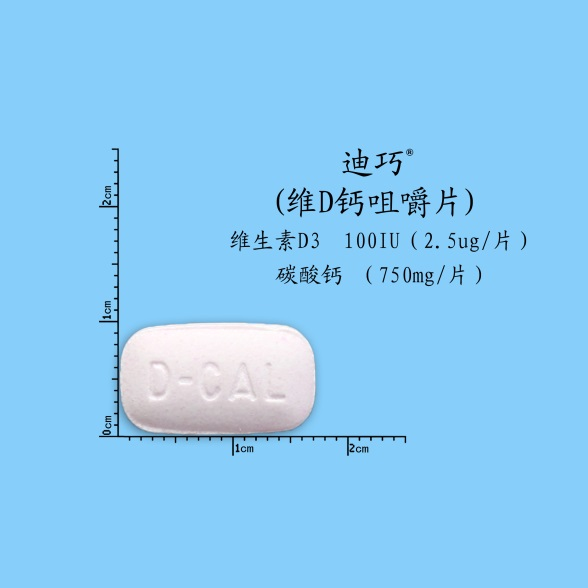 迪巧®
(维D钙咀嚼片)
维生素D3 100IU(2.5ug/片)
碳酸钙 (750mg/片)
2cm
1cm
0cm
D-CAL
1cm
2cm